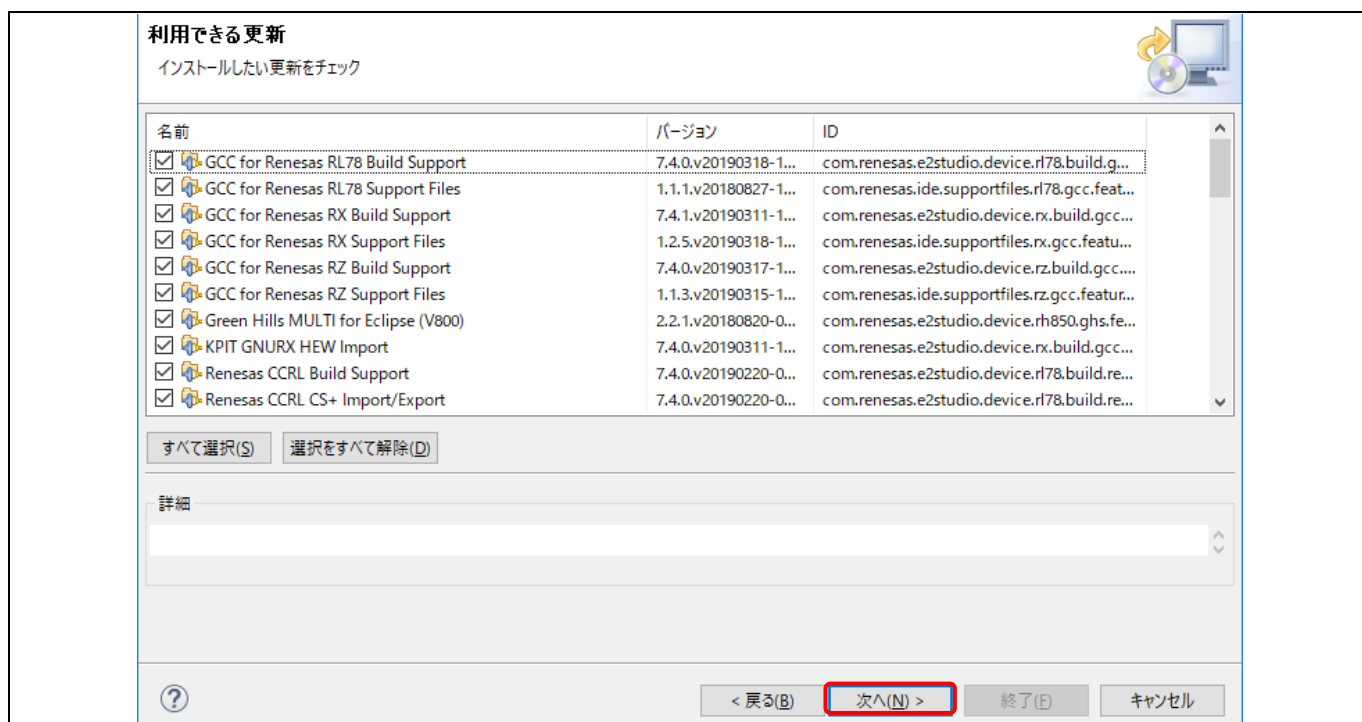 利用できる更新
インストールしたい更新をチェック
名前 バージョン ID
GCC for Renesas RL78 Build Support 7.4.0.v20190318-1... com.renesas.e2studio.device.rl78.build.g...
GCC for Renesas RL78 Support Files 1.1.1.v20180827-1... com.renesas.ide.supportfiles.rl78.gcc.feat...
GCC for Renesas RX Build Support 7.4.1.v20190311-1... com.renesas.e2studio.device.rx.build.gcc...
GCC for Renesas RX Support Files 1.2.5.v20190318-1... com.renesas.ide.supportfiles.rx.gcc.featu...
GCC for Renesas RZ Build Support 7.4.0.v20190317-1... com.renesas.e2studio.device.rz.build.gcc....
GCC for Renesas RZ Support Files 1.1.3.v20190315-1... com.renesas.ide.supportfiles.rz.gcc.featur...
Green Hills MULTI for Eclipse (V800) 2.2.1.v20180820-0... com.renesas.e2studio.device.rh850.ghs.fe...
KPIT GNURX HEW Import 7.4.0.v20190311-1... com.renesas.e2studio.device.rx.build.gcc...
Renesas CCRL Build Support 7.4.0.v20190220-0... com.renesas.e2studio.device.rl78.build.re...
Renesas CCRL CS+ Import/Export 7.4.0.v20190220-0... com.renesas.e2studio.device.rl78.build.re...
すべて選択(S) 選択をすべて解除(D)
詳細
? < 戻る(B) 次へ(N) > 終了(F) キャンセル